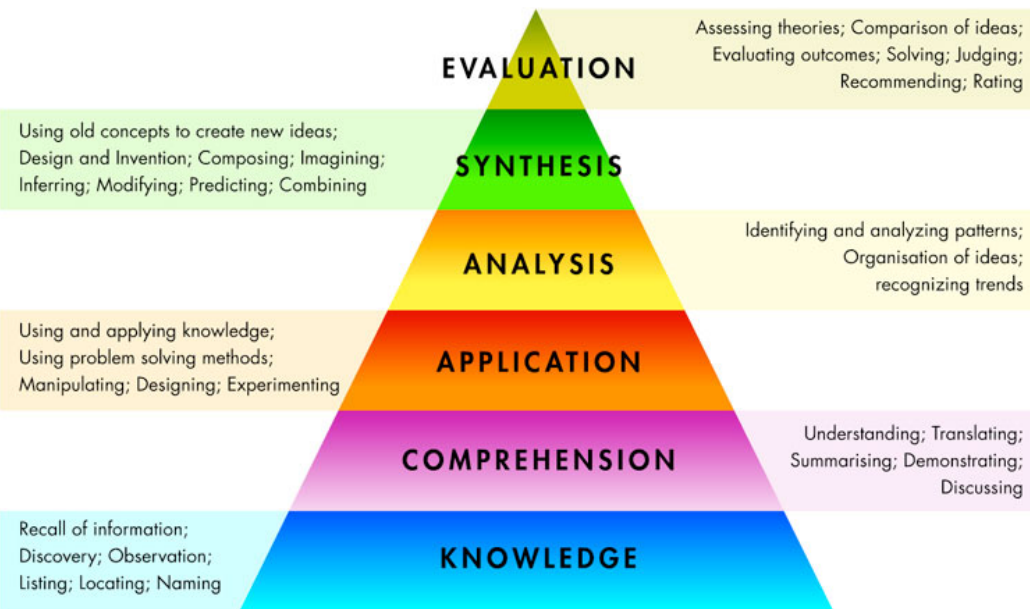 EVALUATION
Assessing theories; Comparison of ideas;
Evaluating outcomes; Solving; Judging;
Recommending; Rating
Using old concepts to create new ideas;
Design and Invention; Composing; Imagining;
Inferring; Modifying; Predicting; Combining
SYNTHESIS
ANALYSIS
Identifying and analyzing patterns;
Organisation of ideas;
recognizing trends
Using and applying knowledge;
Using problem solving methods;
Manipulating; Designing; Experimenting
APPLICATION
COMPREHENSION
Understanding; Translating;
Summarising; Demonstrating;
Discussing
Recall of information;
Discovery; Observation;
Listing; Locating; Naming
KNOWLEDGE